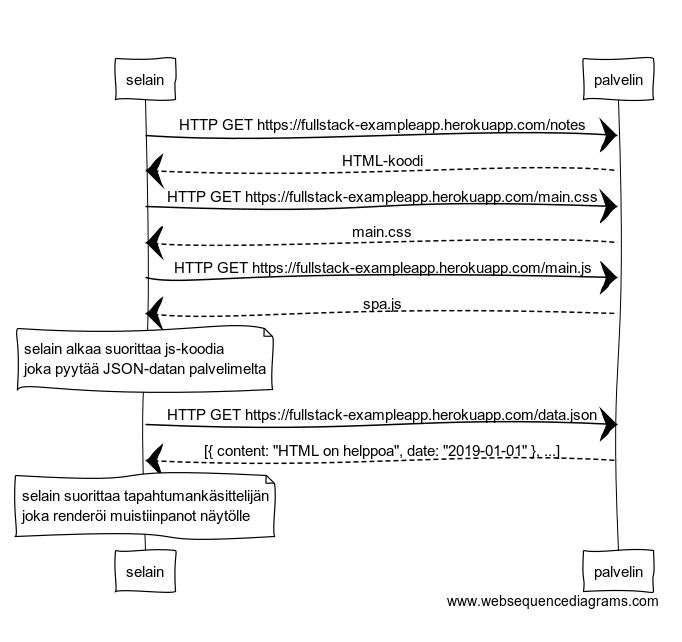 selain palvelin
HTTP GET https://fullstack-exampleapp.herokuapp.com/notes
HTML-koodi
HTTP GET https://fullstack-exampleapp.herokuapp.com/main.css
main.css
HTTP GET https://fullstack-exampleapp.herokuapp.com/main.js
spa.js
selain alkaa suorittaa js-koodia
joka pyytää JSON-datan palvelimelta
HTTP GET https://fullstack-exampleapp.herokuapp.com/data.json
[{ content: "HTML on helppoa", date: "2019-01-01" }, ...]
selain suorittaa tapahtumankäsittelijän
joka renderöi muistiinpanot näytölle
selain palvelin
www.websequencediagrams.com